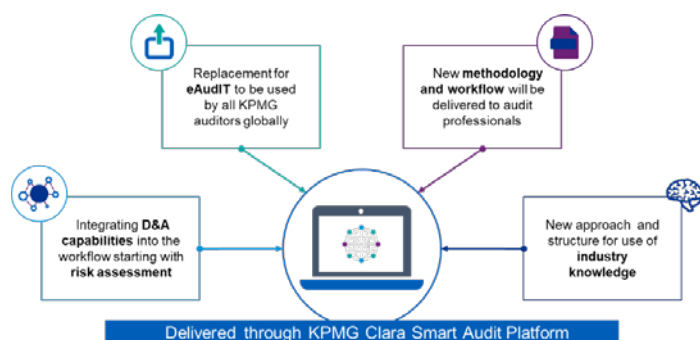 Replacement for
eAudIT to be used
by all KPMG
auditors globally
New methodology
and workflow will be
delivered to audit
professionals
Integrating D&A
capabilities into the
workflow starting with
risk assessment
New approach and
structure for use of
industry
knowledge
Delivered through KPMG Clara Smart Audit Platform